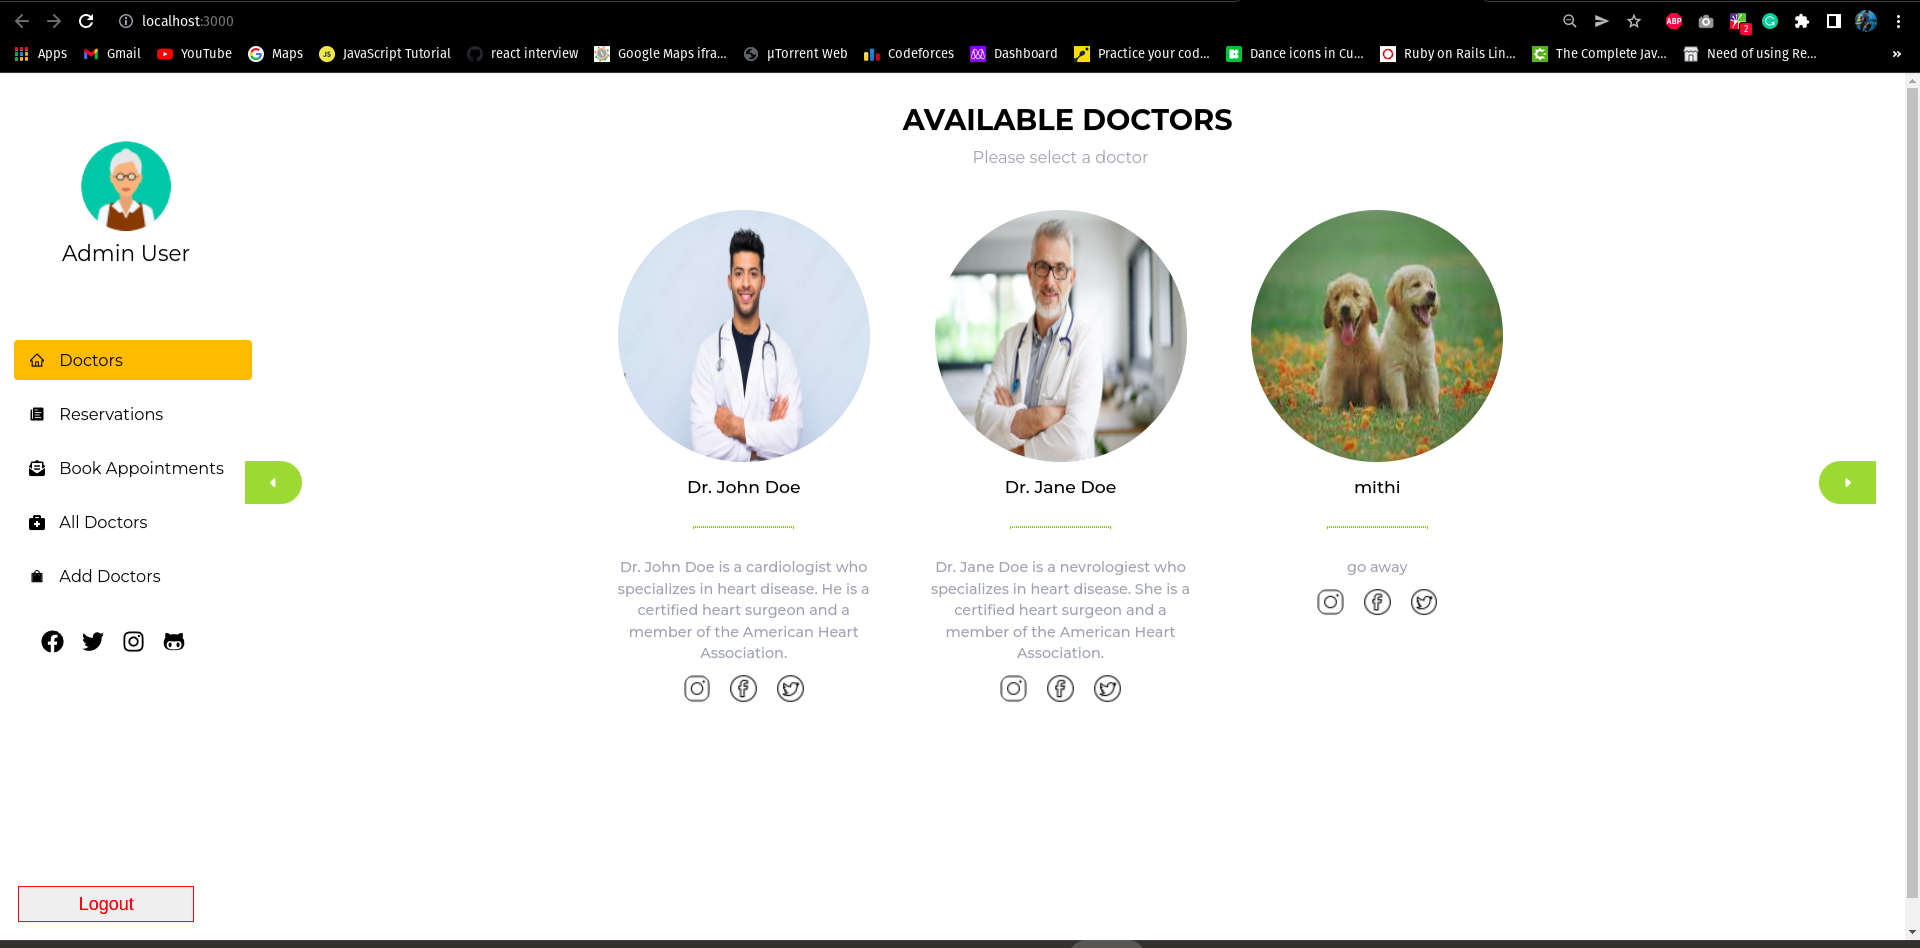 localhost:3000
Apps
Gmail
YouTube
Maps
JS
JavaScript Tutorial
react interview
Google Maps ifra...
µTorrent Web
Codeforces
Dashboard
Practice your cod...
Dance icons in Cu...
Ruby on Rails Lin...
The Complete Jav...
Need of using Re...
»
ABP
2
Admin User
Doctors
Reservations
Book Appointments
All Doctors
Add Doctors
Logout
AVAILABLE DOCTORS
Please select a doctor
Dr. John Doe
Dr. John Doe is a cardiologist who
specializes in heart disease. He is a
certified heart surgeon and a
member of the American Heart
Association.
Dr. Jane Doe
Dr. Jane Doe is a nevrologiest who
specializes in heart disease. She is a
certified heart surgeon and a
member of the American Heart
Association.
mithi
go away